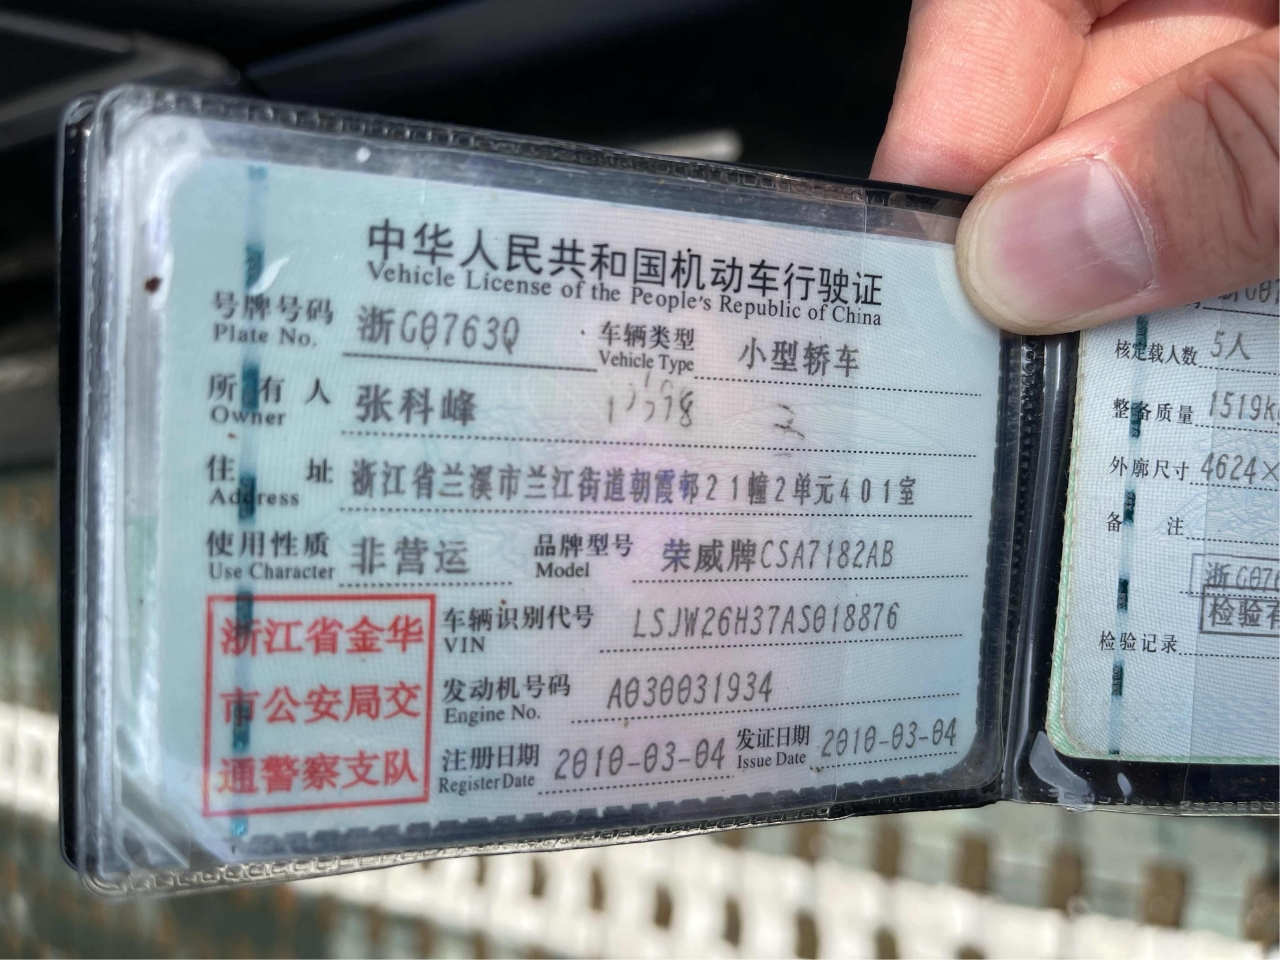 中华人民共和国机动车行驶证
Vehicle License of the People's Republic of China
号牌号码 浙G0763Q 车辆类型 小型轿车
Plate No. Vehicle Type
所有人 张科峰
Owner
住址 浙江省兰溪市兰江街道朝霞邨21幢2单元401室
Address
使用性质 非营运 品牌型号 荣威牌CSA7182AB
Use Character Model
浙江省金华
市公安局交
通警察支队
车辆识别代号 LSJW26H37AS018876
VIN
发动机号码 A030031934
Engine No.
注册日期 2010-03-04 发证日期 2010-03-04
Register Date Issue Date
核定载人数 5人
整备质量 1519k
外廓尺寸 4624×
备注
浙G07
检验有
检验记录